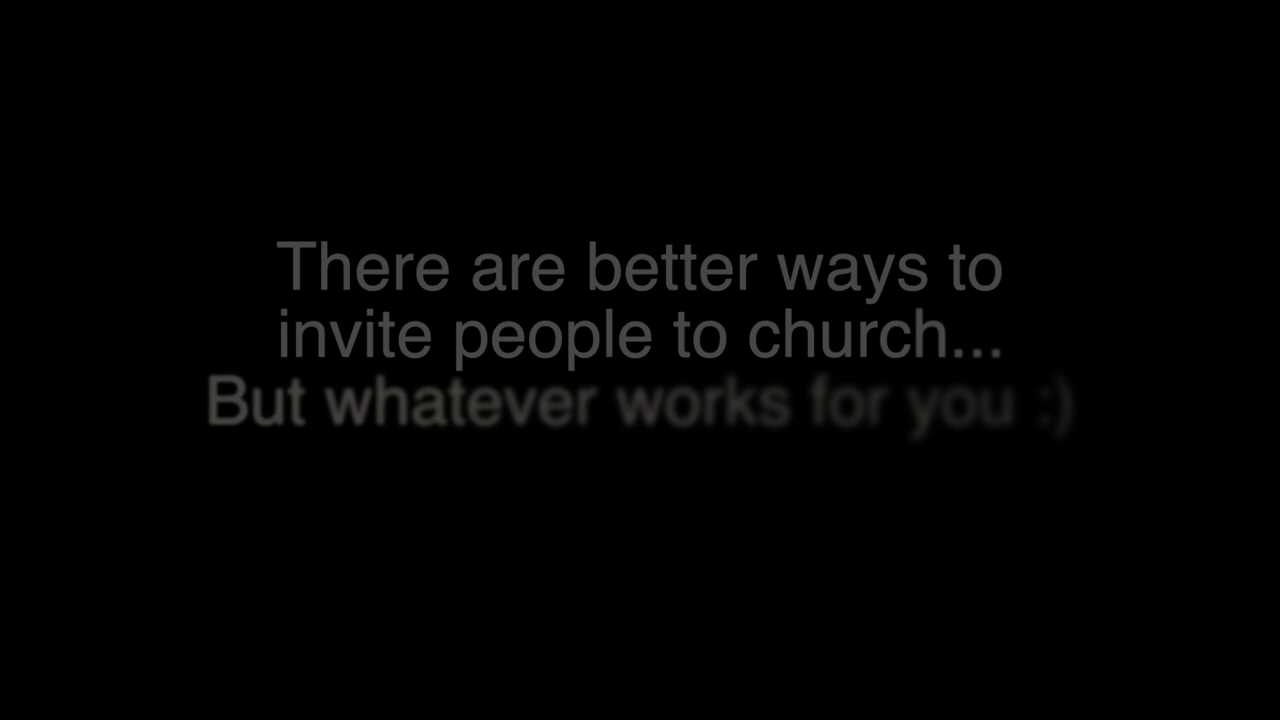 There are better ways to
invite people to church...
But whatever works for you :)